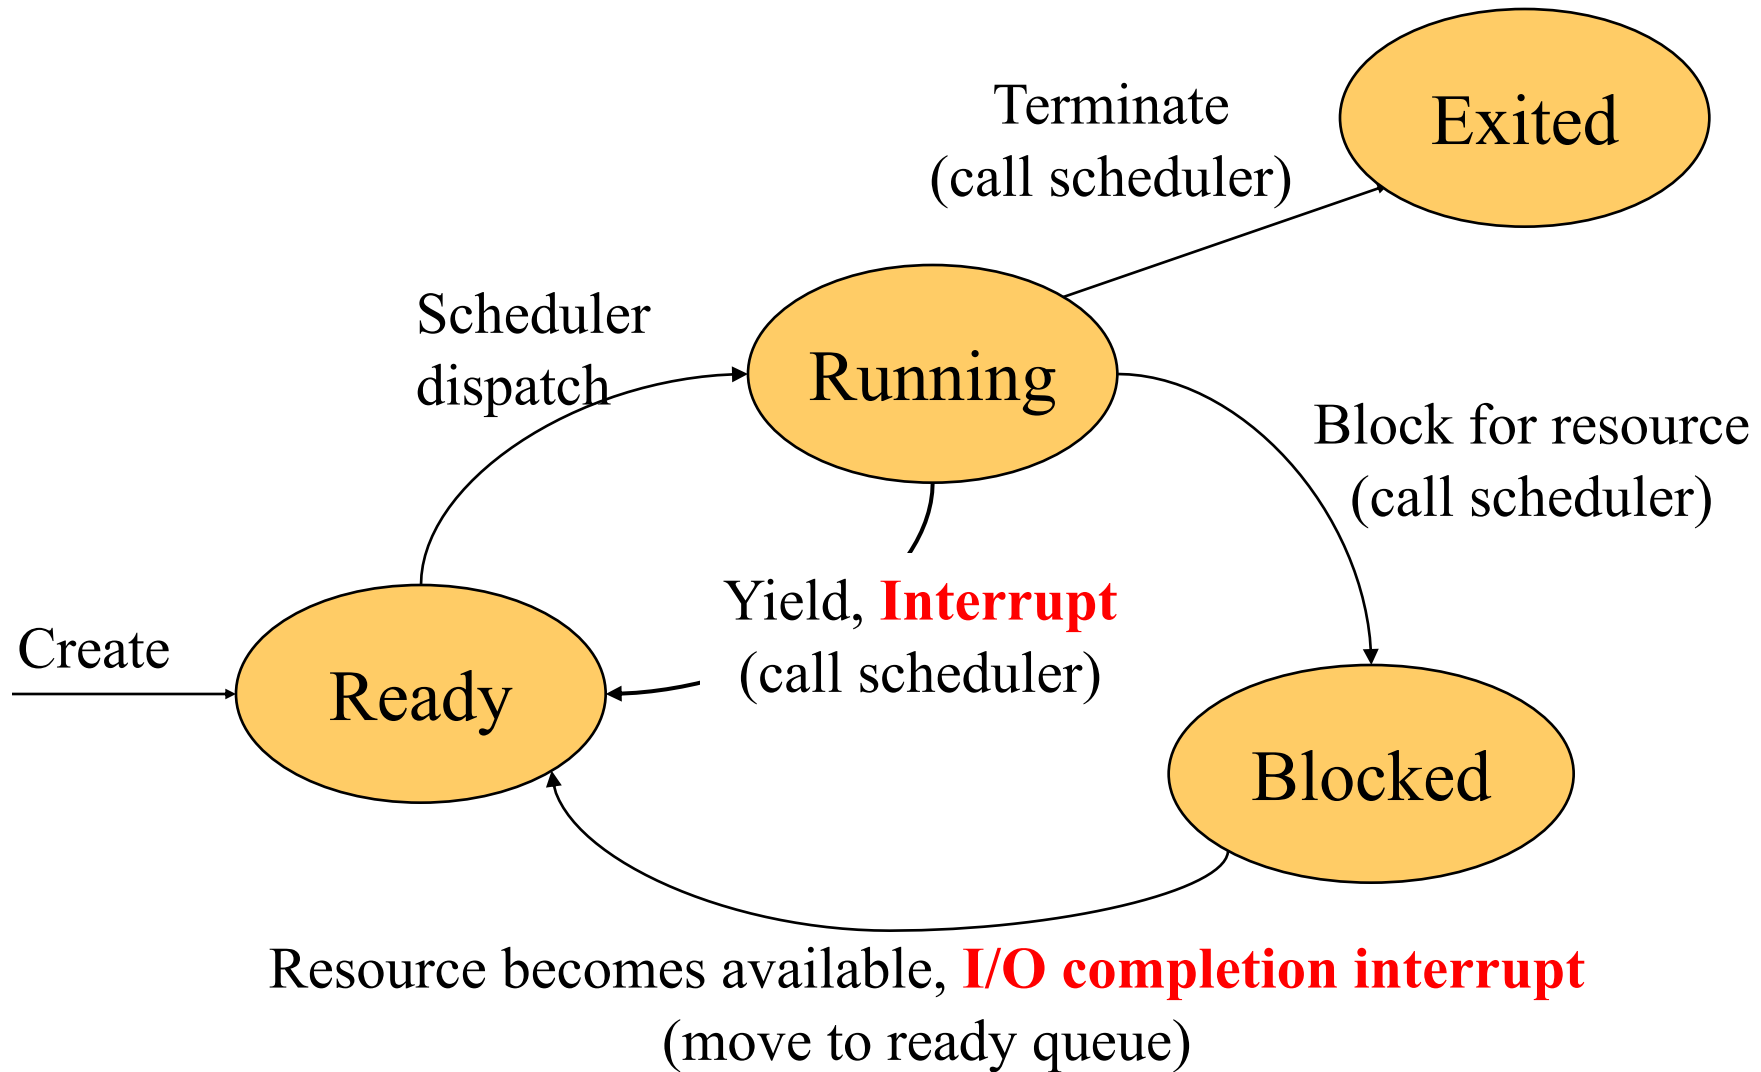 Terminate
(call scheduler)
Exited
Scheduler
dispatch
Running
Block for resource
(call scheduler)
Yield, Interrupt
(call scheduler)
Create
Ready
Blocked
Resource becomes available, I/O completion interrupt
(move to ready queue)